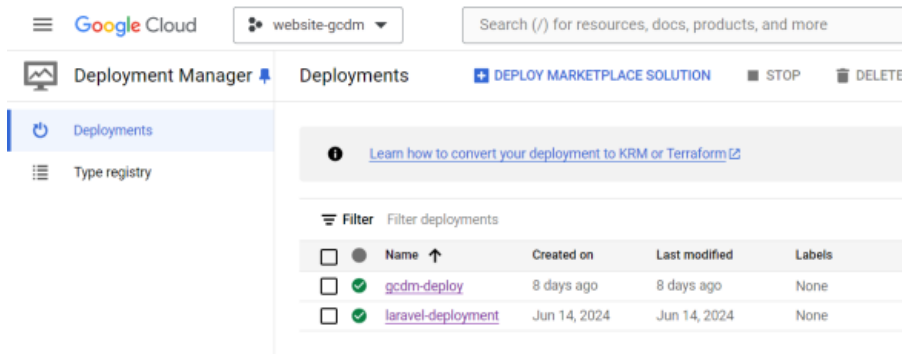 Google Cloud website-gcdm Search (/) for resources, docs, products, and more
Deployment Manager Deployments DEPLOY MARKETPLACE SOLUTION STOP DELETE
Deployments
Learn how to convert your deployment to KRM or Terraform
Type registry
Filter Filter deployments
Name Created on Last modified Labels
gcdm-deploy 8 days ago 8 days ago None
laravel-deployment Jun 14, 2024 Jun 14, 2024 None